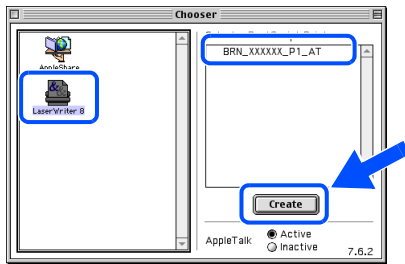 Chooser
AppleShare
LaserWriter 8
BRN_XXXXXX_P1_AT
Create
AppleTalk
Active
Inactive
7.6.2